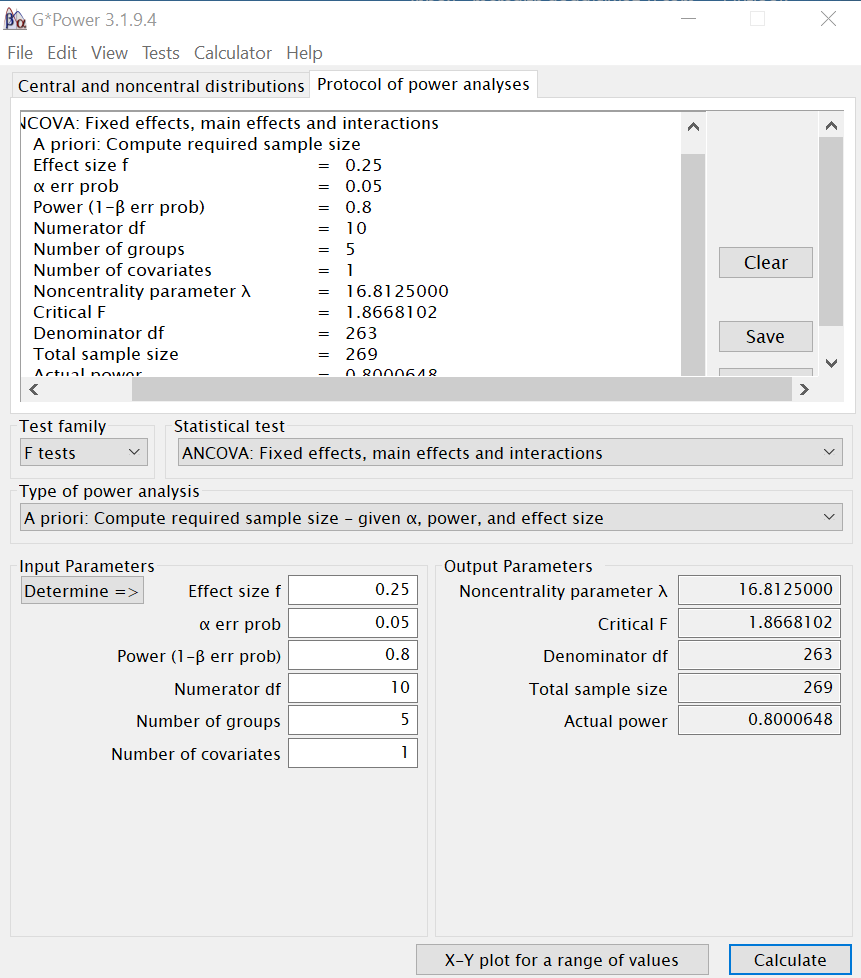 G*Power 3.1.9.4
File Edit View Tests Calculator Help
Central and noncentral distributions Protocol of power analyses
NCOVA: Fixed effects, main effects and interactions
A priori: Compute required sample size
Effect size f = 0.25
α err prob = 0.05
Power (1-β err prob) = 0.8
Numerator df = 10
Number of groups = 5
Number of covariates = 1
Noncentrality parameter λ = 16.8125000
Critical F = 1.8668102
Denominator df = 263
Total sample size = 269
Actual power = 0.8000648
Clear
Save
Test family
F tests
Statistical test
ANCOVA: Fixed effects, main effects and interactions
Type of power analysis
A priori: Compute required sample size - given α, power, and effect size
Input Parameters
Determine =>
Effect size f 0.25
α err prob 0.05
Power (1-β err prob) 0.8
Numerator df 10
Number of groups 5
Number of covariates 1
Output Parameters
Noncentrality parameter λ 16.8125000
Critical F 1.8668102
Denominator df 263
Total sample size 269
Actual power 0.8000648
X-Y plot for a range of values
Calculate